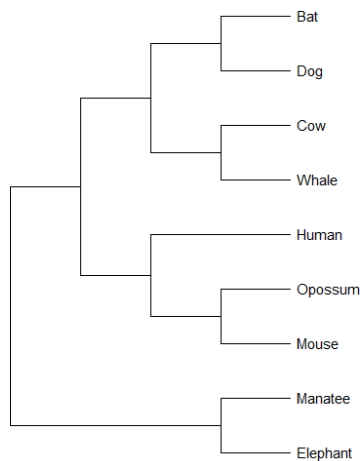 Bat
Dog
Cow
Whale
Human
Opossum
Mouse
Manatee
Elephant